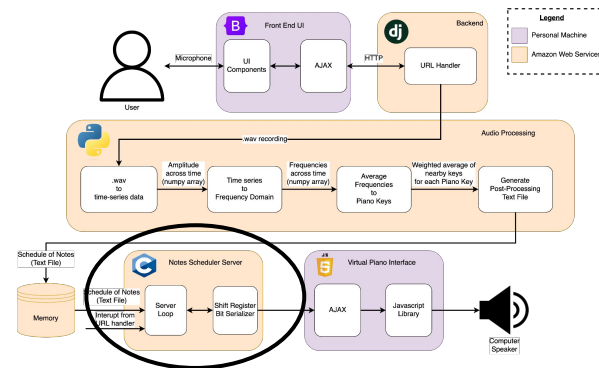 Front End UI
Backend
Legend
Personal Machine
Amazon Web Services
B
dj
Microphone
UI
Components
AJAX
HTTP
URL Handler
User
.wav recording
Audio Processing
.wav
to
time-series data
Amplitude
across time
(numpy array)
Time series
to
Frequency Domain
Frequencies
across time
(numpy array)
Average
Frequencies
to
Piano Keys
Weighted average of
nearby keys
for each Piano Key
Generate
Post-Processing
Text File
Schedule of Notes
(Text File)
C
Notes Scheduler Server
JS
5
Virtual Piano Interface
Memory
Schedule of Notes
(Text File)
Interupt from
URL handler
Server
Loop
Shift Register
Bit Serializer
AJAX
Javascript
Library
Computer
Speaker